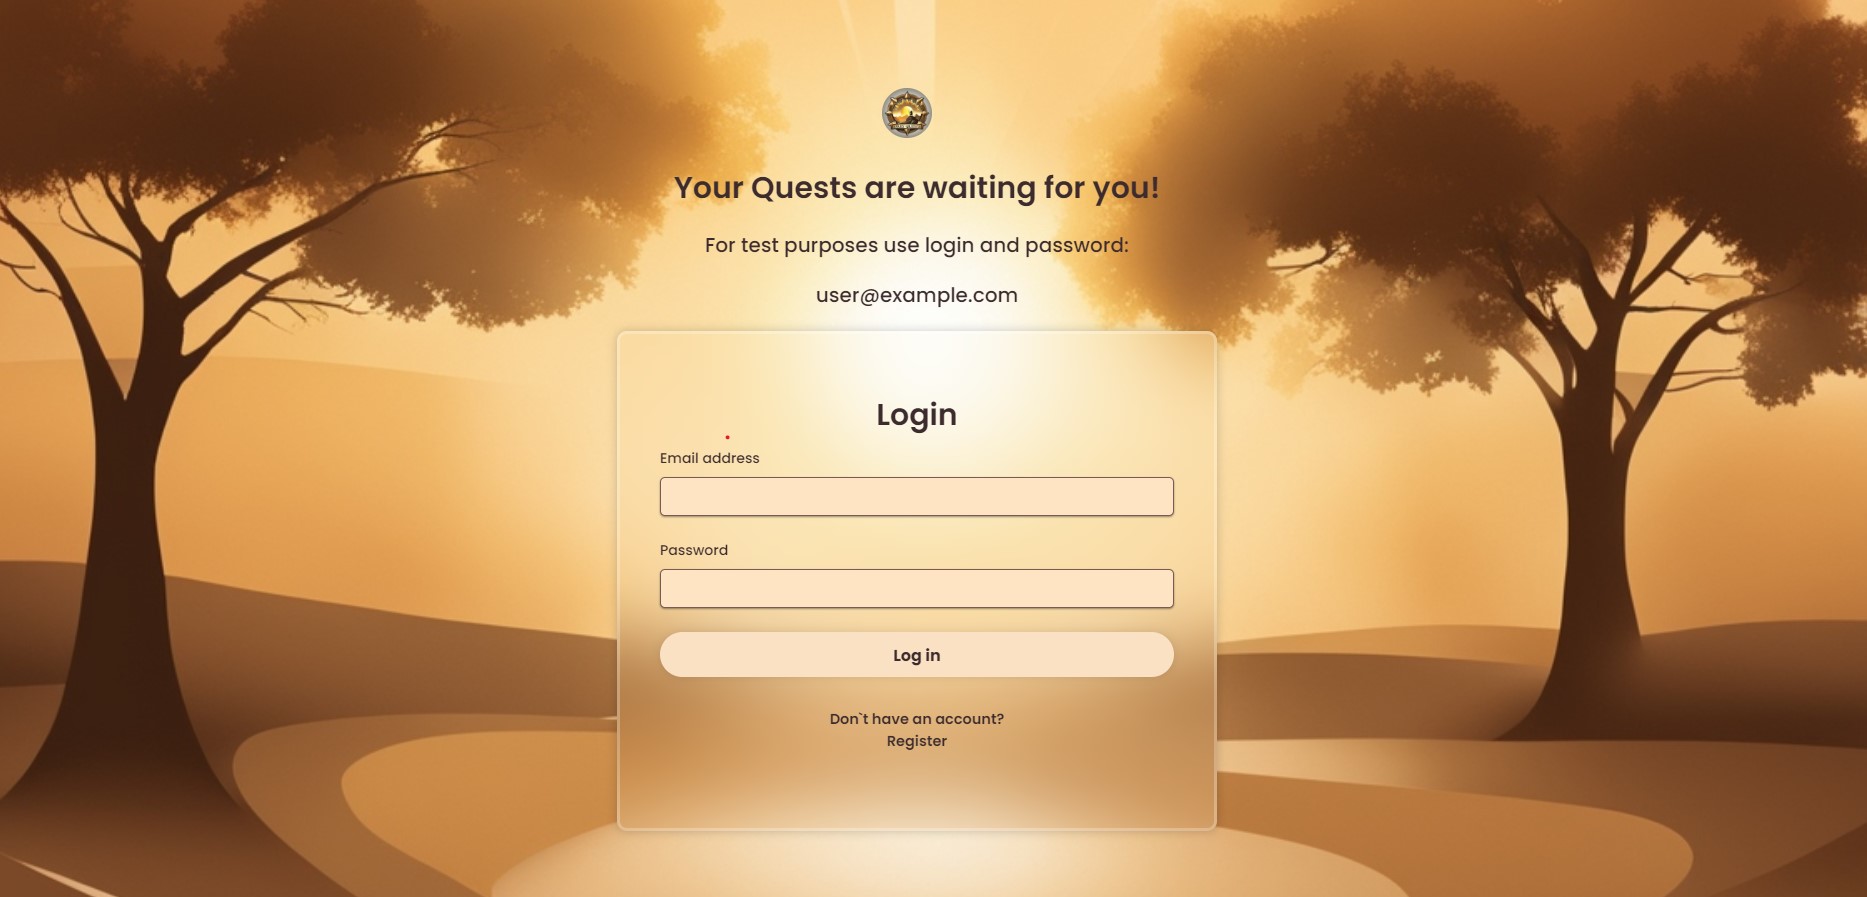 Your Quests are waiting for you!
For test purposes use login and password:
user@example.com
Login
Email address
Password
Log in
Don`t have an account?
Register